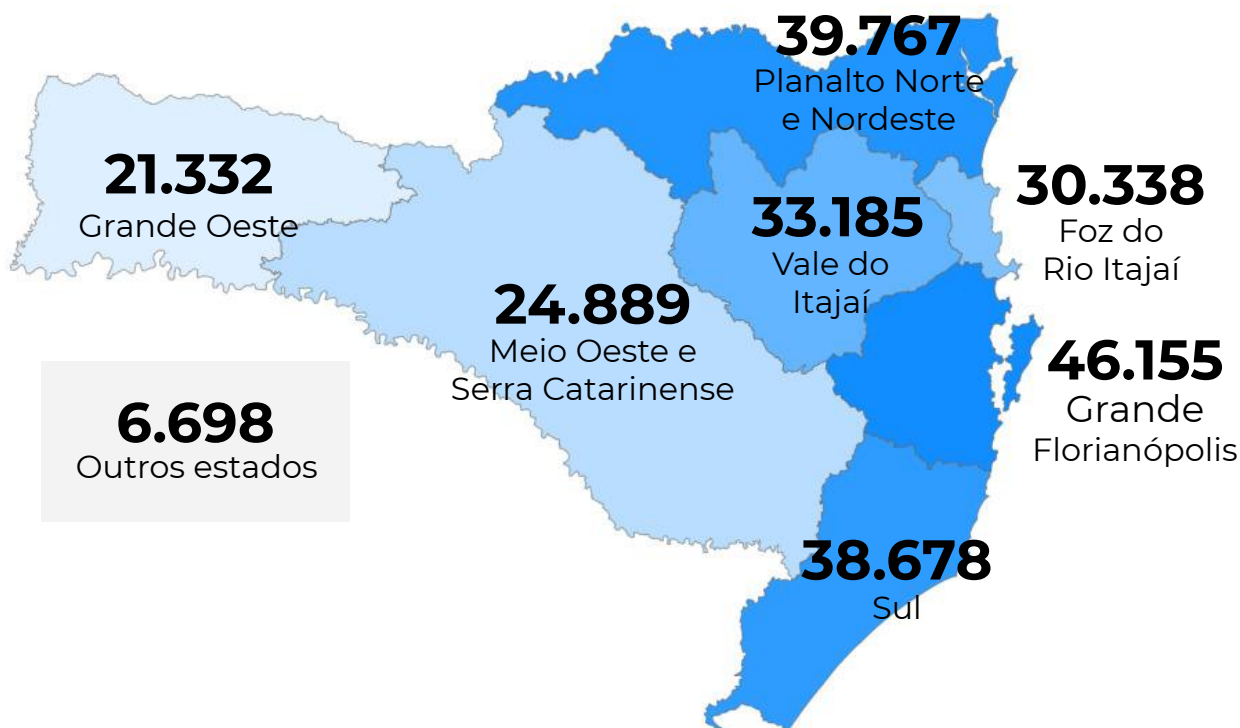 39.767
Planalto Norte
e Nordeste
21.332
Grande Oeste
33.185
Vale do
Itajaí
30.338
Foz do
Rio Itajaí
24.889
Meio Oeste e
Serra Catarinense
46.155
Grande
Florianópolis
6.698
Outros estados
38.678
Sul